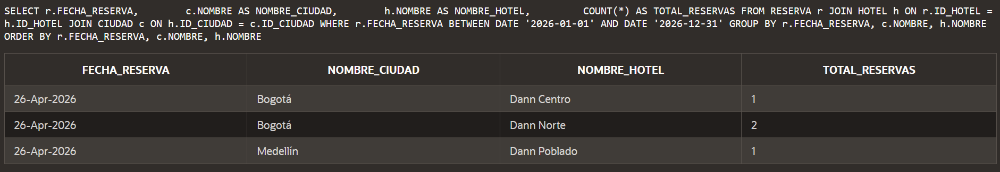 SELECT r.FECHA_RESERVA,        c.NOMBRE AS NOMBRE_CIUDAD,        h.NOMBRE AS NOMBRE_HOTEL,        COUNT(*) AS TOTAL_RESERVAS FROM RESERVA r JOIN HOTEL h ON r.ID_HOTEL =
h.ID_HOTEL JOIN CIUDAD c ON h.ID_CIUDAD = c.ID_CIUDAD WHERE r.FECHA_RESERVA BETWEEN DATE '2026-01-01' AND DATE '2026-12-31' GROUP BY r.FECHA_RESERVA, c.NOMBRE, h.NOMBRE
ORDER BY r.FECHA_RESERVA, c.NOMBRE, h.NOMBRE
FECHA_RESERVA NOMBRE_CIUDAD NOMBRE_HOTEL TOTAL_RESERVAS
26-Apr-2026 Bogotá Dann Centro 1
26-Apr-2026 Bogotá Dann Norte 2
26-Apr-2026 Medellín Dann Poblado 1